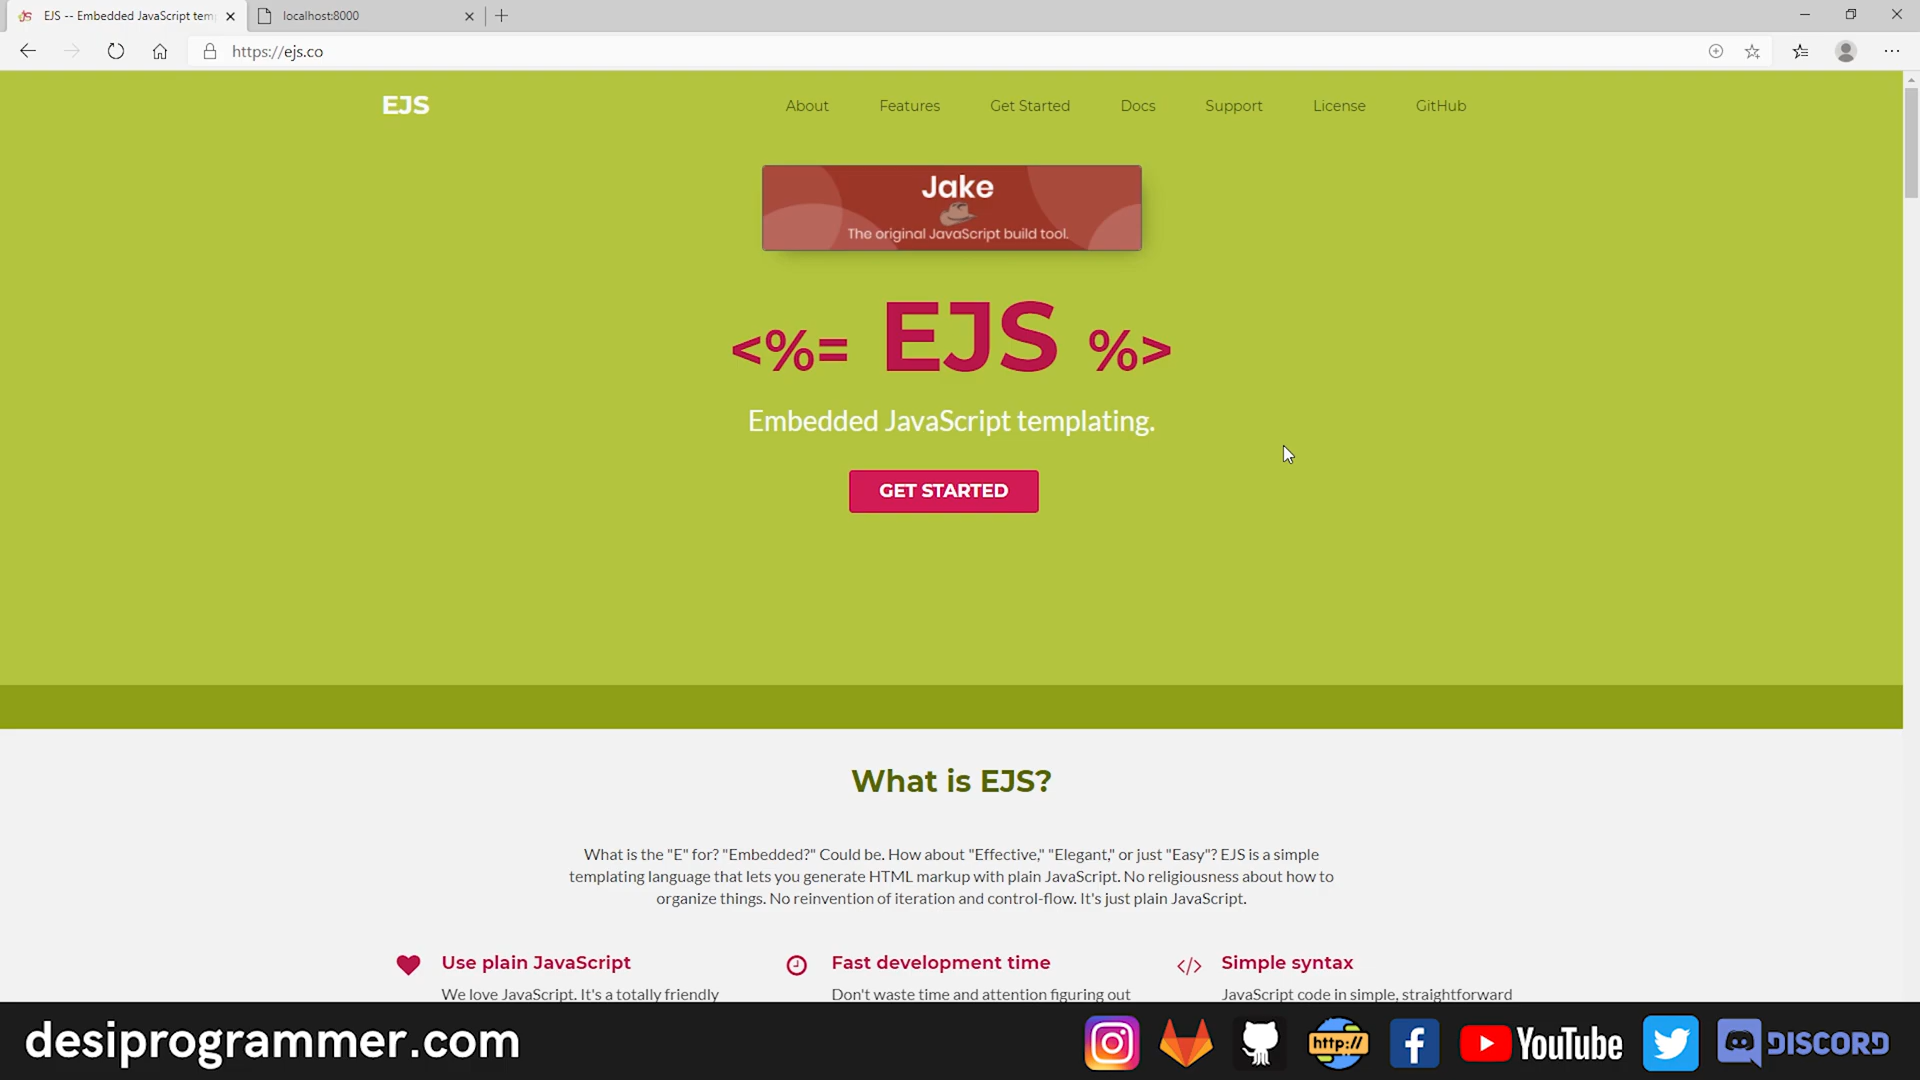 EJS -- Embedded JavaScript tem
localhost:8000
https://ejs.co
EJS
About
Features
Get Started
Docs
Support
License
GitHub
Jake
The original JavaScript build tool.
<%= EJS %>
Embedded JavaScript templating.
GET STARTED
What is EJS?
What is the "E" for? "Embedded?" Could be. How about "Effective," "Elegant," or just "Easy"? EJS is a simple
templating language that lets you generate HTML markup with plain JavaScript. No religiousness about how to
organize things. No reinvention of iteration and control-flow. It's just plain JavaScript.
Use plain JavaScript
We love JavaScript. It's a totally friendly
Fast development time
Don't waste time and attention figuring out
</> Simple syntax
JavaScript code in simple, straightforward
desiprogrammer.com
http://
YouTube
DISCORD